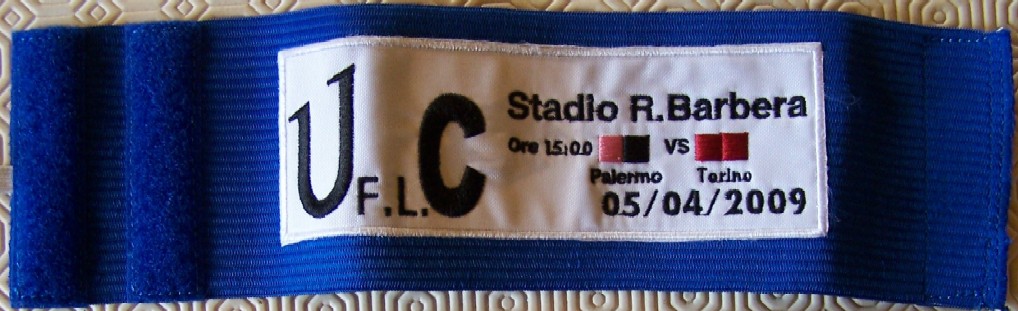 U F.L. C
Stadio R.Barbera
Ore 15:00 VS
Palermo Torino
05/04/2009